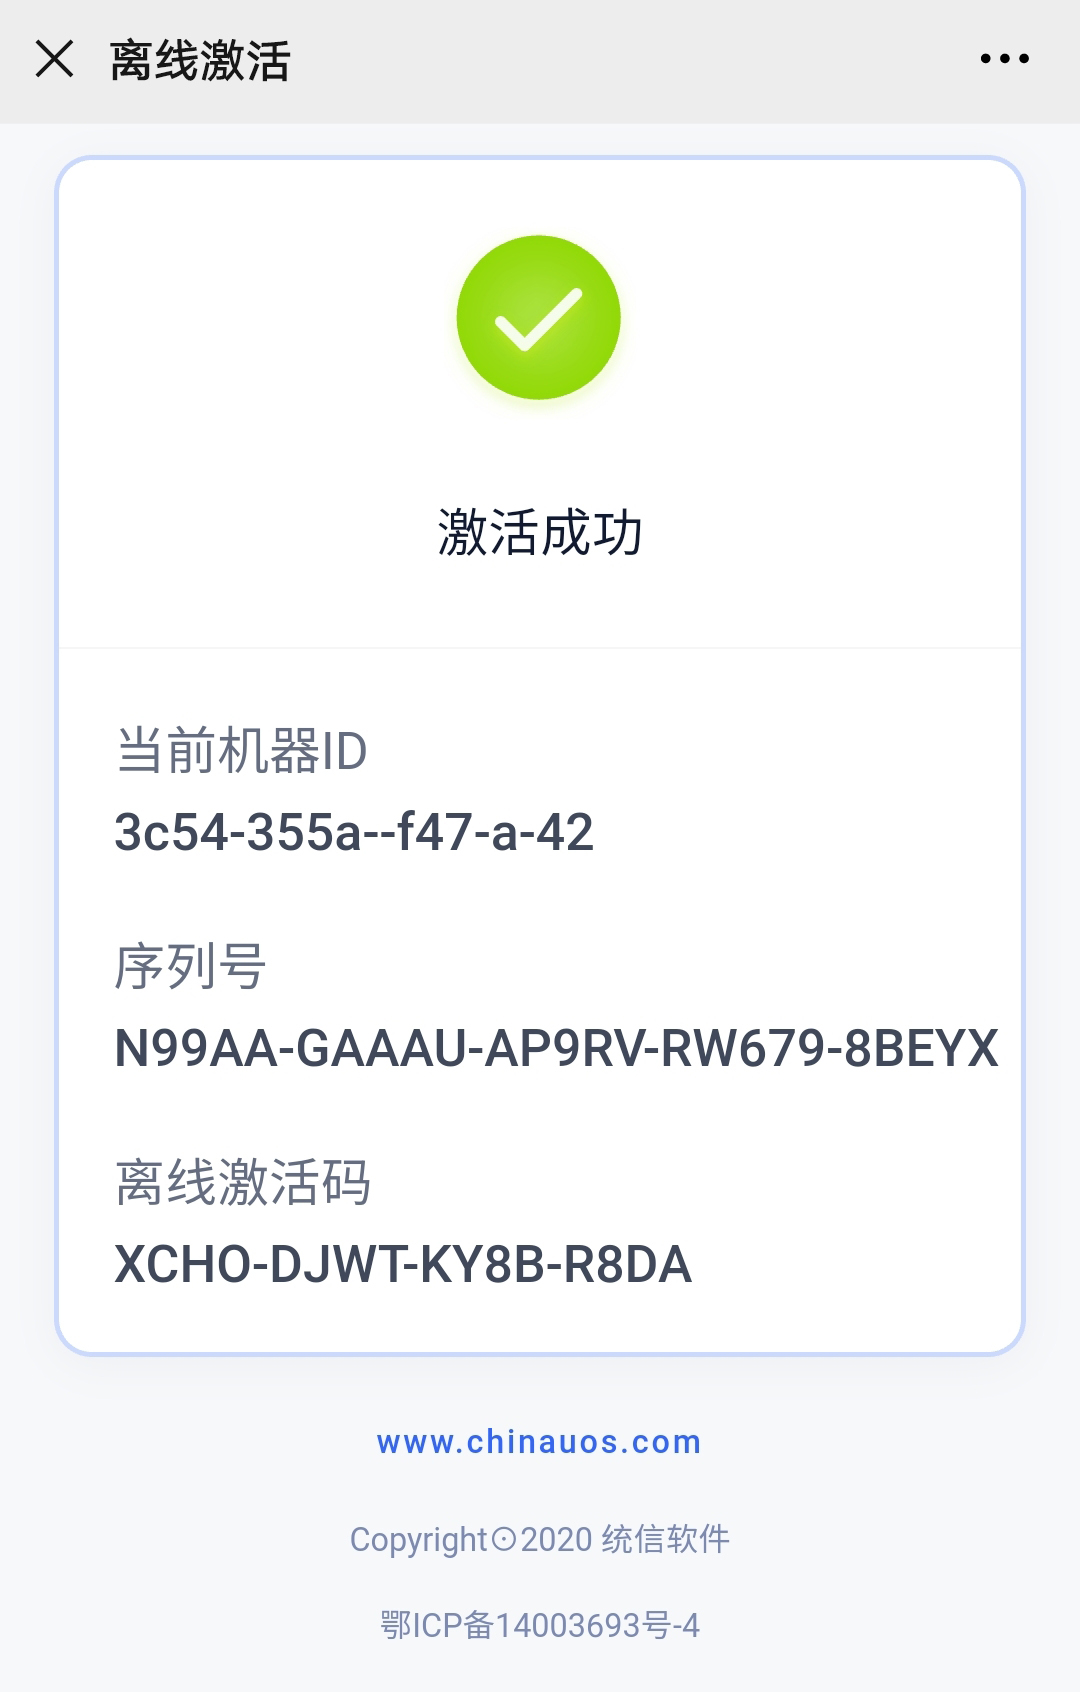 离线激活
激活成功
当前机器ID
3c54-355a--f47-a-42
序列号
N99AA-GAAAU-AP9RV-RW679-8BEYX
离线激活码
XCHO-DJWT-KY8B-R8DA
www.chinauos.com
Copyright⊙2020 统信软件
鄂ICP备14003693号-4